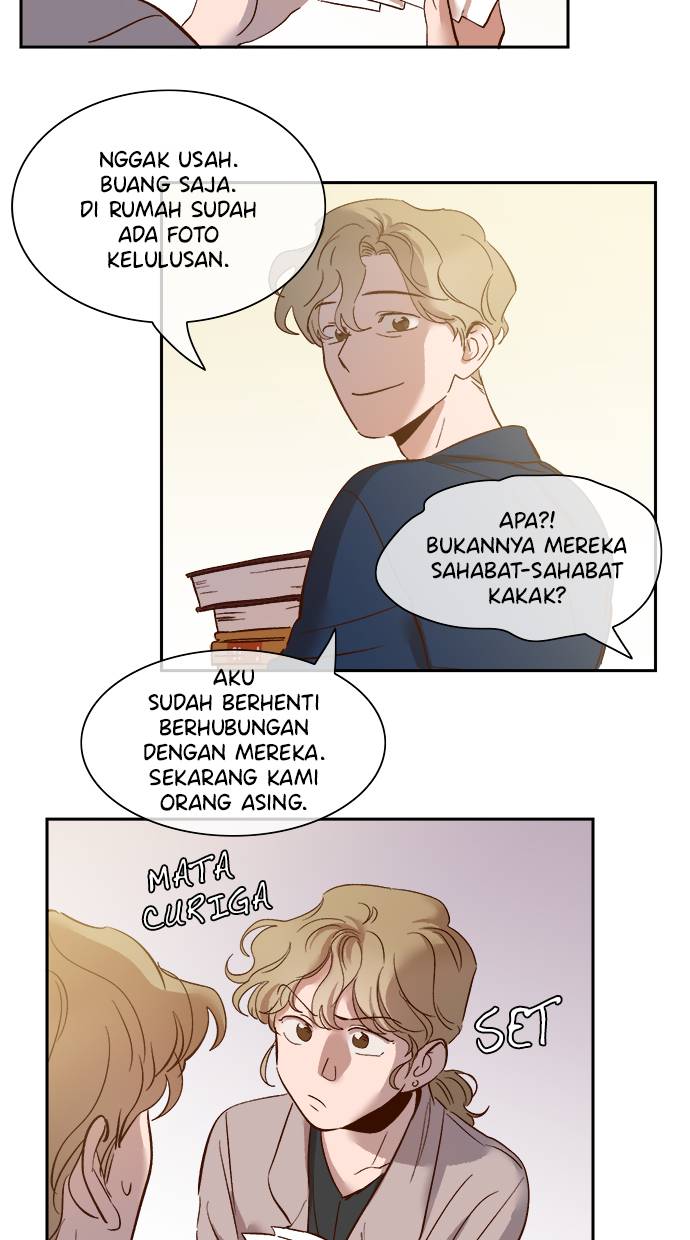 NGGAK USAH.
BUANG SAJA.
DI RUMAH SUDAH
ADA FOTO
KELULUSAN.
APA?!
BUKANNYA MEREKA
SAHABAT-SAHABAT
KAKAK?
AKU
SUDAH BERHENTI
BERHUBUNGAN
DENGAN MEREKA.
SEKARANG KAMI
ORANG ASING.
MATA
CURIGA
SET